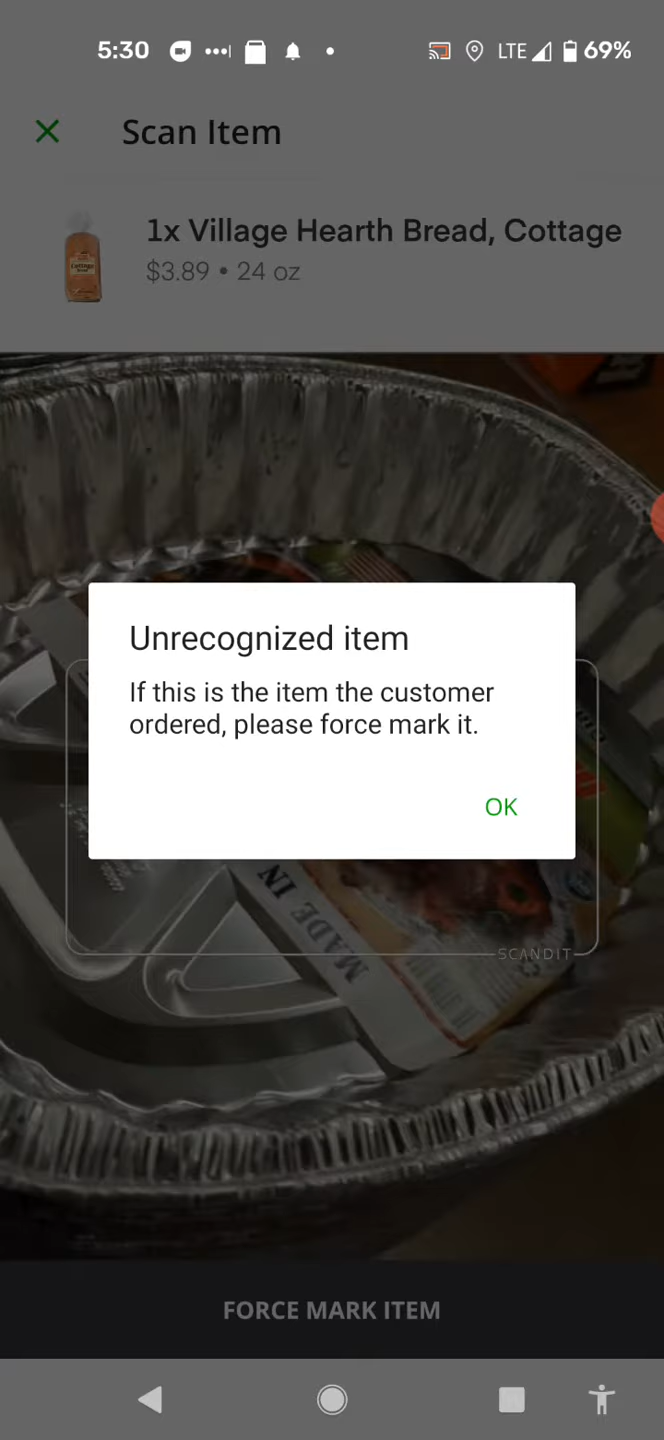 5:30
LTE
69%
Scan Item
1x Village Hearth Bread, Cottage
$3.89 • 24 oz
Unrecognized item
If this is the item the customer
ordered, please force mark it.
OK
MADE IN
SCANDIT
FORCE MARK ITEM